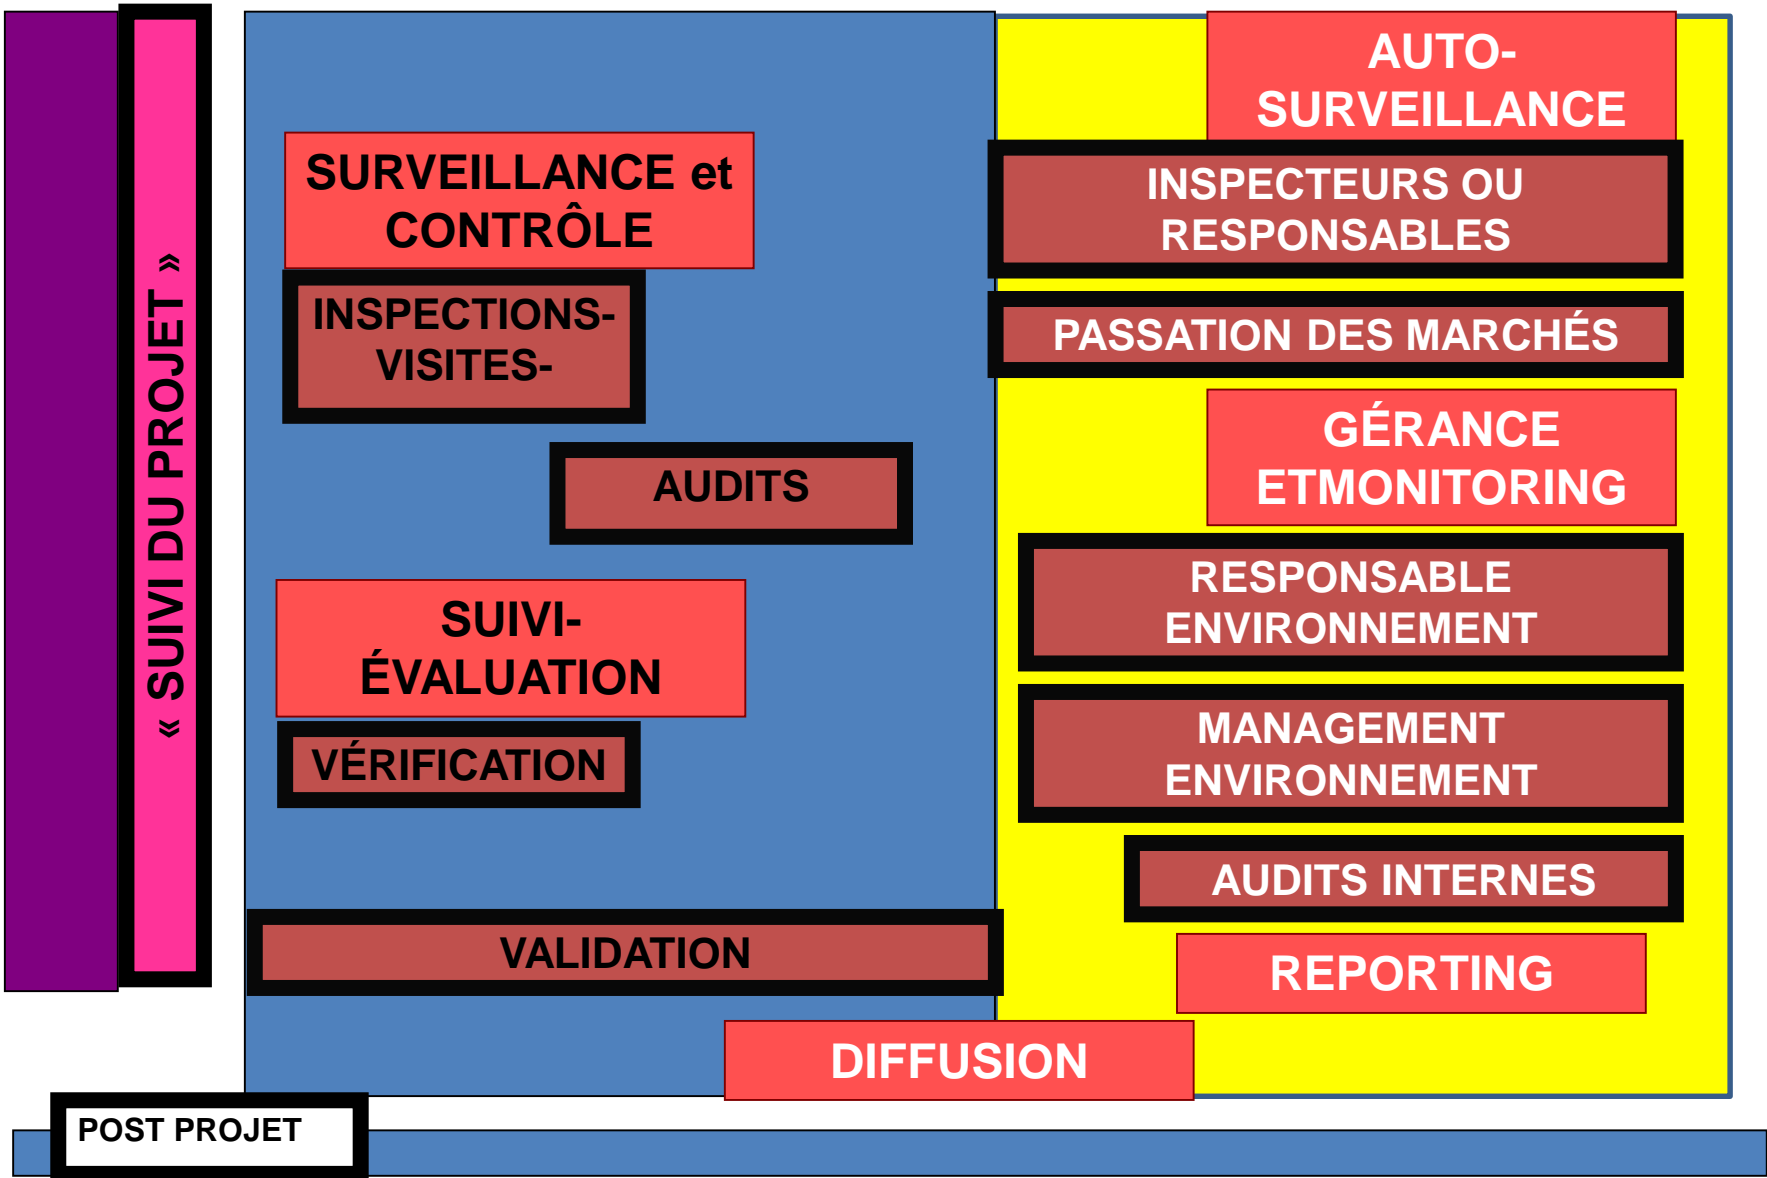 « SUIVI DU PROJET »
SURVEILLANCE et
CONTRÔLE
INSPECTIONS-
VISITES-
AUDITS
SUIVI-
ÉVALUATION
VÉRIFICATION
VALIDATION
AUTO-
SURVEILLANCE
INSPECTEURS OU
RESPONSABLES
PASSATION DES MARCHÉS
GÉRANCE
ETMONITORING
RESPONSABLE
ENVIRONNEMENT
MANAGEMENT
ENVIRONNEMENT
AUDITS INTERNES
REPORTING
DIFFUSION
POST PROJET